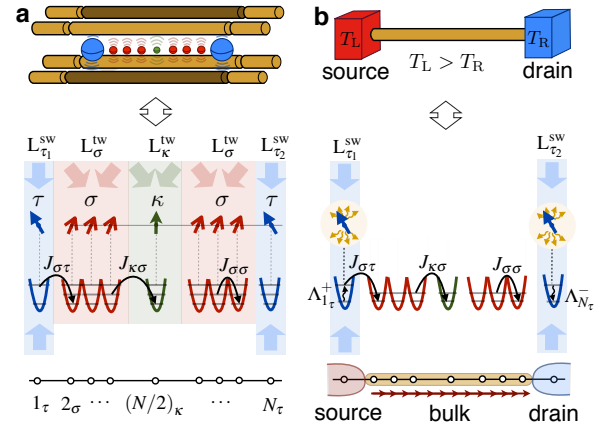 a
L^sw_τ1 L^tw_σ L^tw_κ L^tw_σ L^sw_τ2
τ σ κ σ τ
J_στ J_κσ J_σσ
1_τ 2_σ ⋯ (N/2)_κ ⋯ N_τ
b
T_L T_R
source T_L > T_R drain
L^sw_τ1 L^sw_τ2
J_στ J_κσ J_σσ
Λ^+_1τ Λ^−_Nτ
source bulk drain